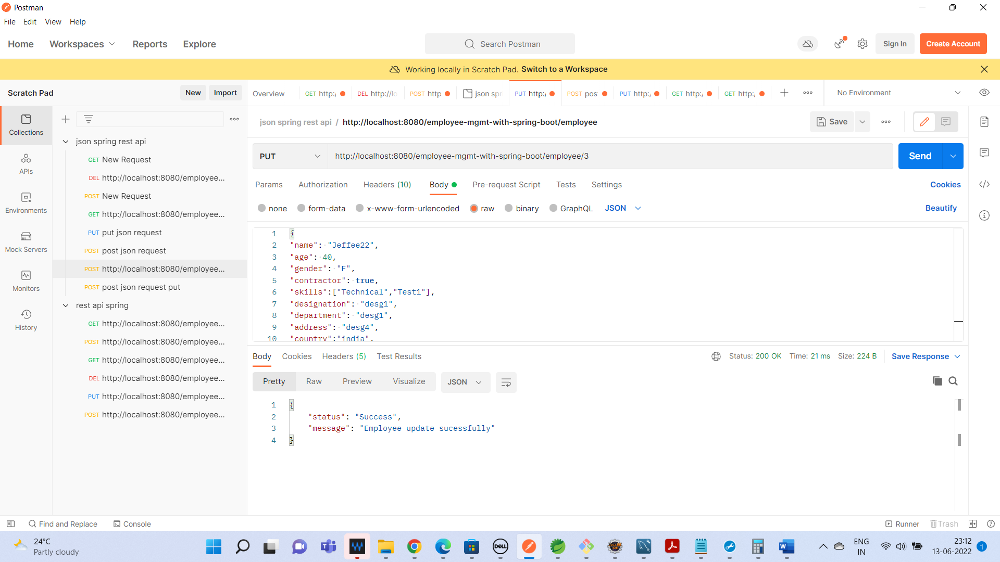 Postman
File Edit View Help
Home Workspaces Reports Explore
Search Postman
Sign In
Create Account
Working locally in Scratch Pad. Switch to a Workspace
Scratch Pad
New
Import
Overview
GET http:/
DEL http://lo
POST http
json spr
PUT http:/
POST pos
PUT http:/
GET http:/
GET http:/
No Environment
Collections
APIs
Environments
Mock Servers
Monitors
History
json spring rest api
GET New Request
DEL http://localhost:8080/employee...
POST New Request
GET http://localhost:8080/employee...
PUT put json request
POST post json request
POST http://localhost:8080/employee...
POST post json request put
rest api spring
GET http://localhost:8080/employee...
POST http://localhost:8080/employee...
GET http://localhost:8080/employee...
DEL http://localhost:8080/employee...
PUT http://localhost:8080/employee...
POST http://localhost:8080/employee...
json spring rest api / http://localhost:8080/employee-mgmt-with-spring-boot/employee
Save
PUT http://localhost:8080/employee-mgmt-with-spring-boot/employee/3
Send
Params Authorization Headers (10) Body Pre-request Script Tests Settings
Cookies
none form-data x-www-form-urlencoded raw binary GraphQL JSON
Beautify
1 {
2 "name": "Jeffee22",
3 "age": 40,
4 "gender": "F",
5 "contractor": true,
6 "skills":["Technical","Test1"],
7 "designation": "desg1",
8 "department": "desg1",
9 "address": "desg4",
10 "country":"india",
Body Cookies Headers (5) Test Results
Status: 200 OK Time: 21 ms Size: 224 B
Save Response
Pretty Raw Preview Visualize JSON
1 {
2 "status": "Success",
3 "message": "Employee update sucessfully"
4 }
Find and Replace
Console
Runner
Trash
24°C
Partly cloudy
DELL
ENG
IN
23:12
13-06-2022
1